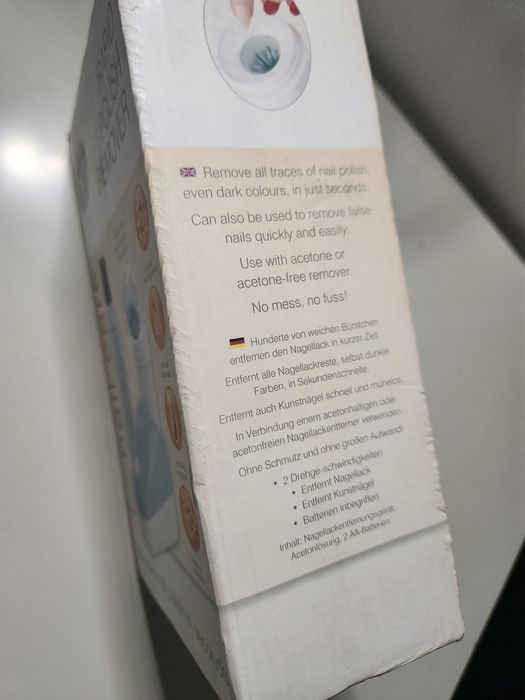 POLISH
REMOVER
Remove all traces of nail polish,
even dark colours, in just seconds.
Can also be used to remove false
nails quickly and easily.
Use with acetone or
acetone-free remover.
No mess, no fuss!
Hunderte von weichen Bürstchen
entfernen den Nagellack in kurzer Zeit.
Entfernt alle Nagellackreste, selbst dunkle
Farben, in Sekundenschnelle.
Entfernt auch Kunstnägel schnell und mühelos.
In Verbindung einem acetonhaltigen oder
acetonfreien Nagellackentferner verwenden.
Ohne Schmutz und ohne großen Aufwand!
• 2 Drehge-schwindigkeiten
• Entfernt Nagellack
• Entfernt Kunstnägel
• Batterien inbegriffen
Inhalt: Nagellackentfernungsgerät,
Acetonlösung, 2 AA-Batterien